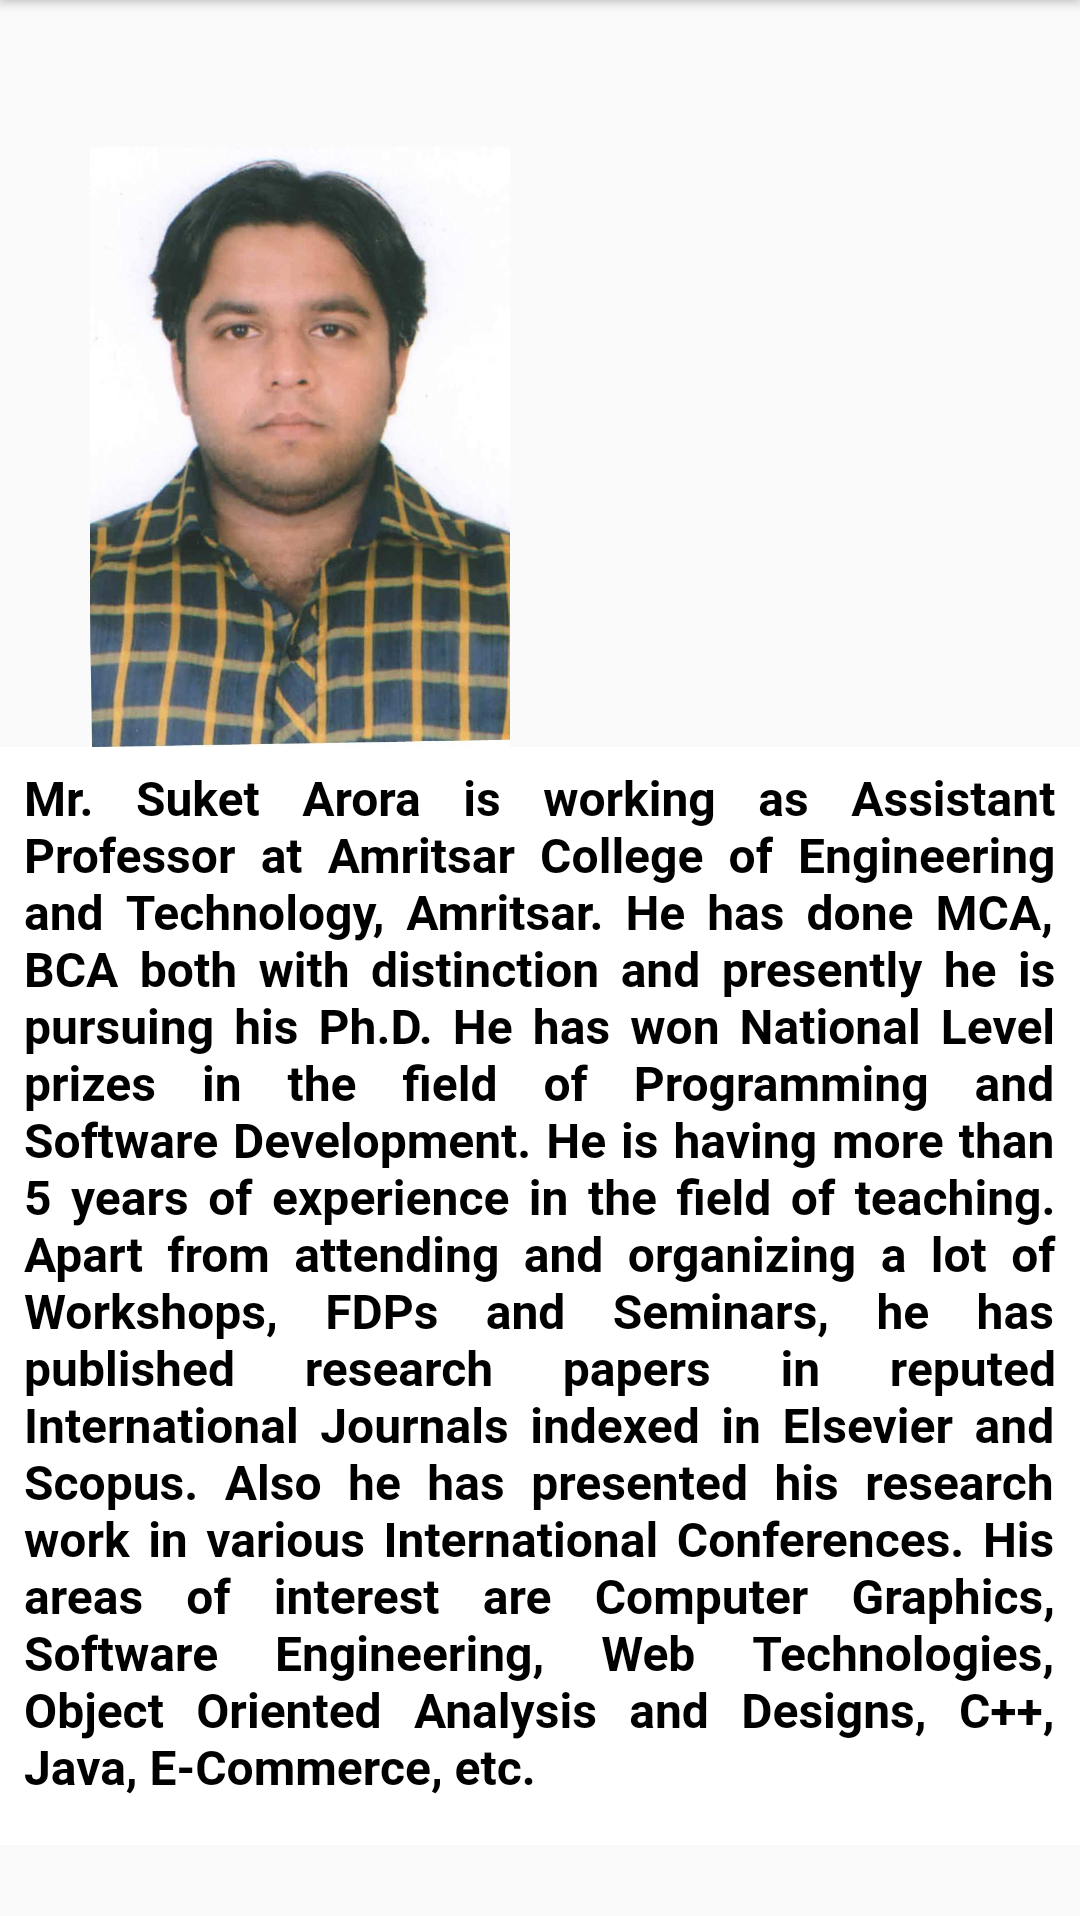 Mr. Suket Arora is working as Assistant
Professor at Amritsar College of Engineering
and Technology, Amritsar. He has done MCA,
BCA both with distinction and presently he is
pursuing his Ph.D. He has won National Level
prizes in the field of Programming and
Software Development. He is having more than
5 years of experience in the field of teaching.
Apart from attending and organizing a lot of
Workshops, FDPs and Seminars, he has
published research papers in reputed
International Journals indexed in Elsevier and
Scopus. Also he has presented his research
work in various International Conferences. His
areas of interest are Computer Graphics,
Software Engineering, Web Technologies,
Object Oriented Analysis and Designs, C++,
Java, E-Commerce, etc.